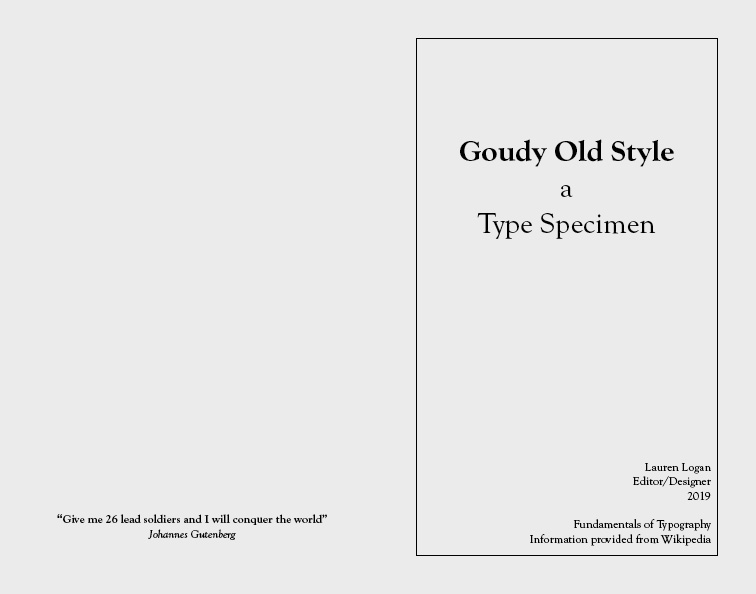 “Give me 26 lead soldiers and I will conquer the world”
Johannes Gutenberg
Goudy Old Style
a
Type Specimen
Lauren Logan
Editor/Designer
2019
Fundamentals of Typography
Information provided from Wikipedia